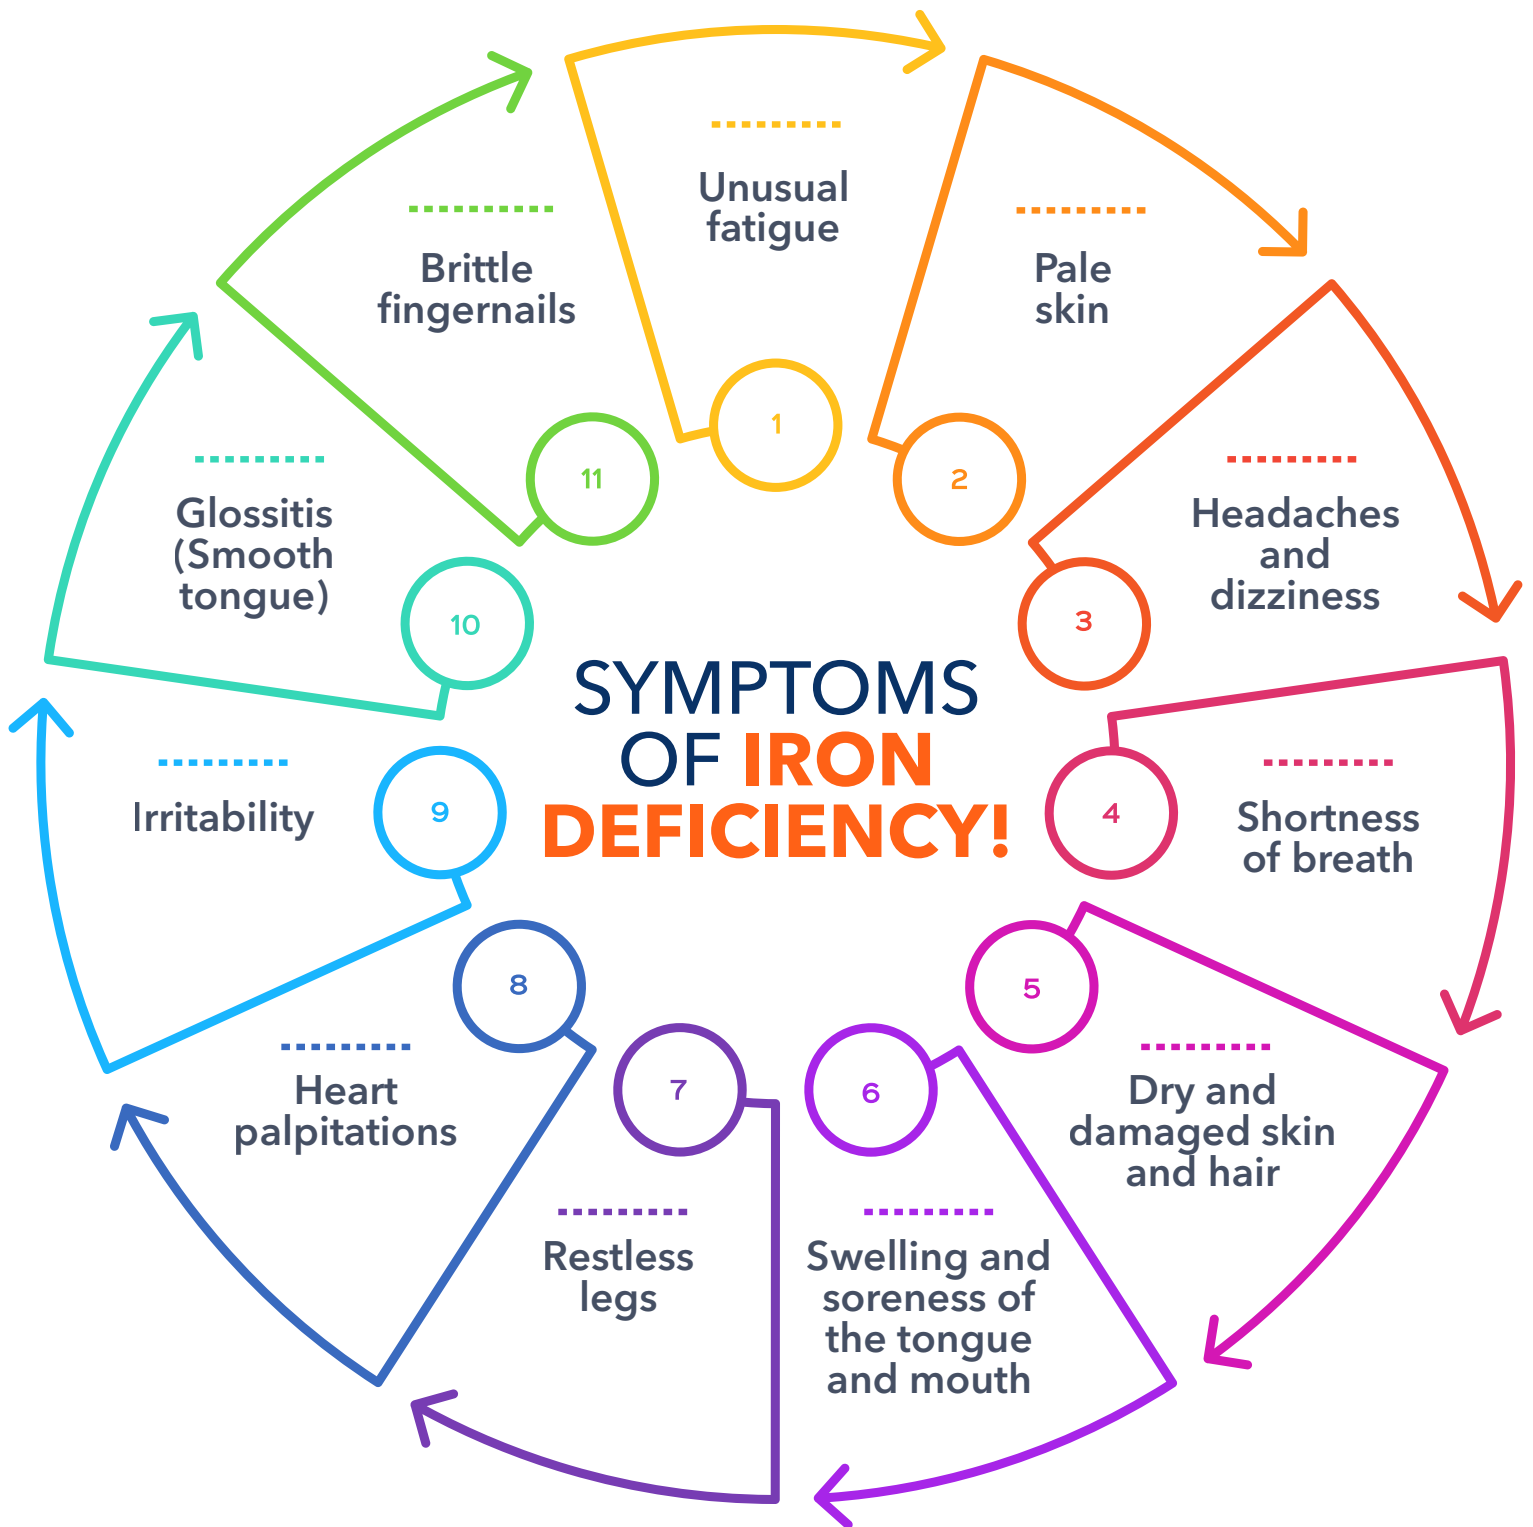 SYMPTOMS
OF IRON
DEFICIENCY!
1
Unusual
fatigue
2
Pale
skin
3
Headaches
and
dizziness
4
Shortness
of breath
5
Dry and
damaged skin
and hair
6
Swelling and
soreness of
the tongue
and mouth
7
Restless
legs
8
Heart
palpitations
9
Irritability
10
Glossitis
(Smooth
tongue)
11
Brittle
fingernails